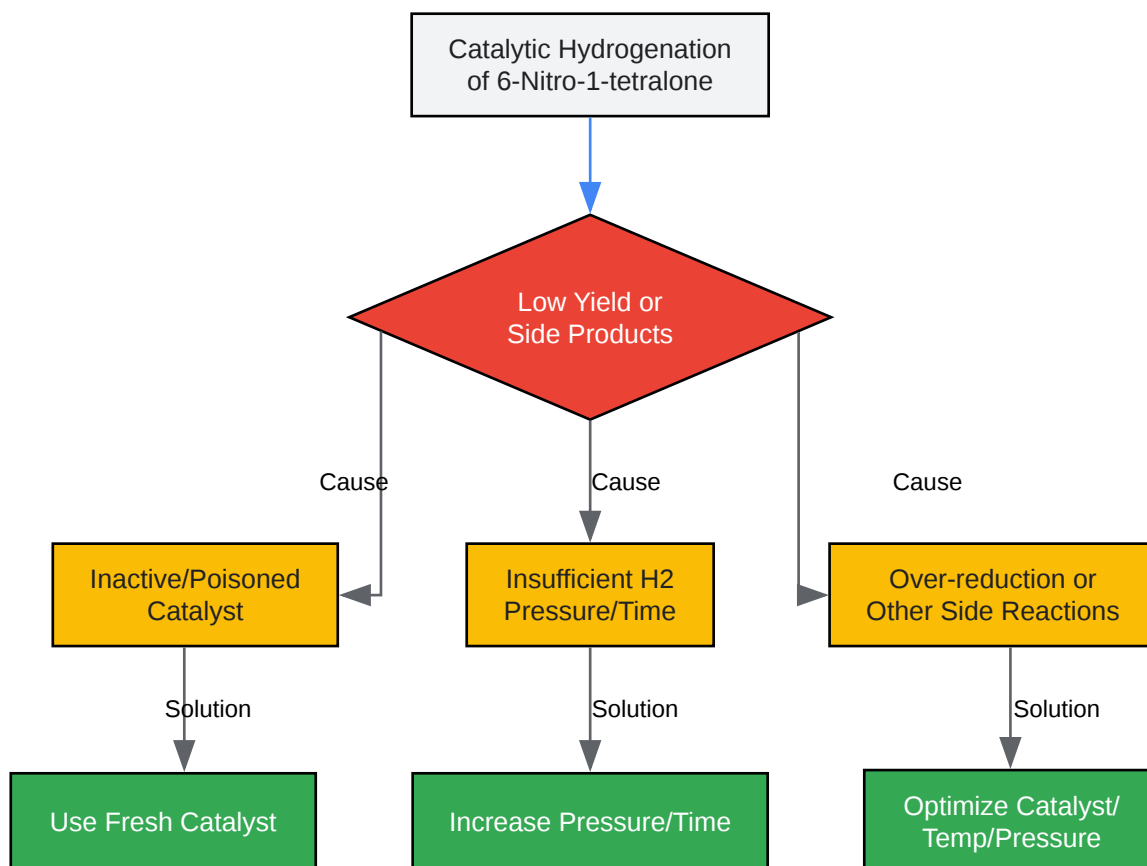 Catalytic Hydrogenation
of 6-Nitro-1-tetralone
Low Yield or
Side Products
Cause
Cause
Cause
Inactive/Poisoned
Catalyst
Insufficient H2
Pressure/Time
Over-reduction or
Other Side Reactions
Solution
Solution
Solution
Use Fresh Catalyst
Increase Pressure/Time
Optimize Catalyst/
Temp/Pressure